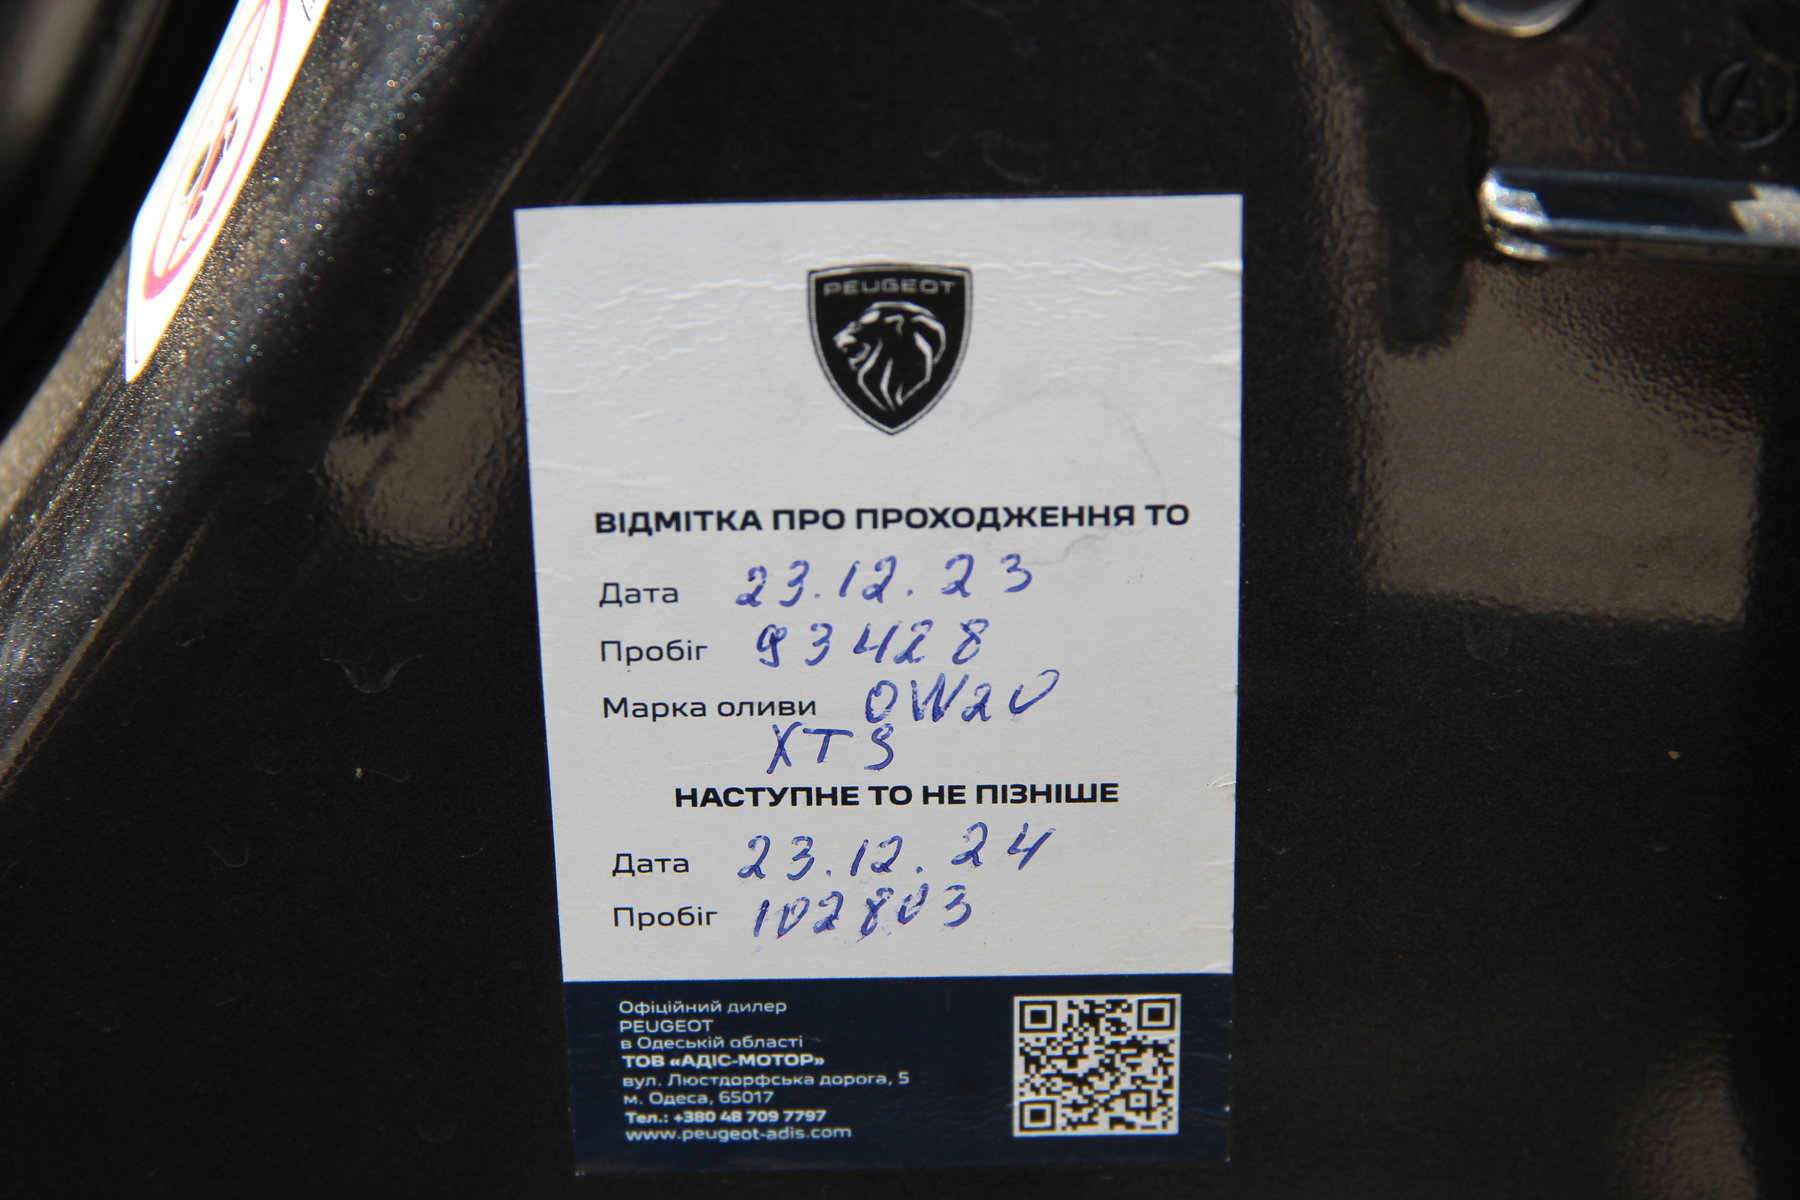 PEUGEOT
ВІДМІТКА ПРО ПРОХОДЖЕННЯ ТО
Дата 23.12.23
Пробіг 93428
Марка оливи 0W20
XT3
НАСТУПНЕ ТО НЕ ПІЗНІШЕ
Дата 23.12.24
Пробіг 102803
Офіційний дилер
PEUGEOT
в Одеській області
ТОВ «АДІС-МОТОР»
вул. Люстдорфська дорога, 5
м. Одеса, 65017
Тел.: +380 48 709 7797
www.peugeot-adis.com
A